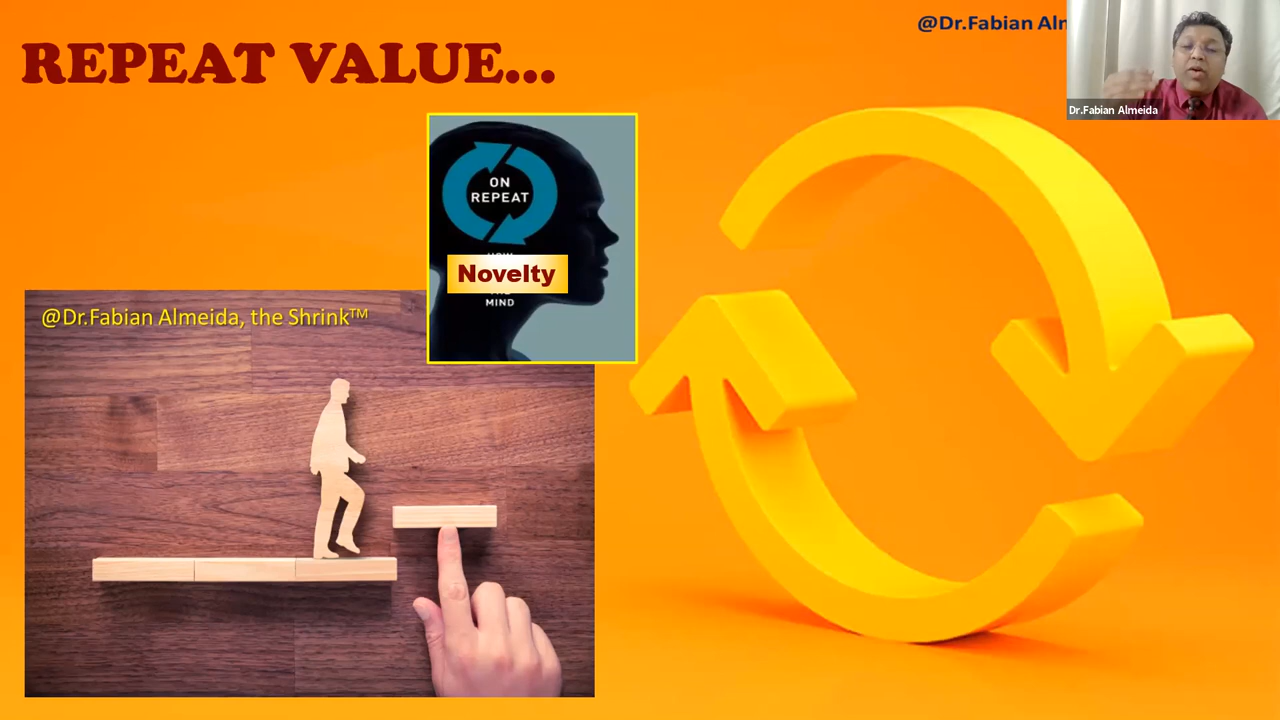 @Dr.Fabian Alm
REPEAT VALUE...
Dr.Fabian Almeida
ON
REPEAT
Novelty
MIND
@Dr.Fabian Almeida, the Shrink™